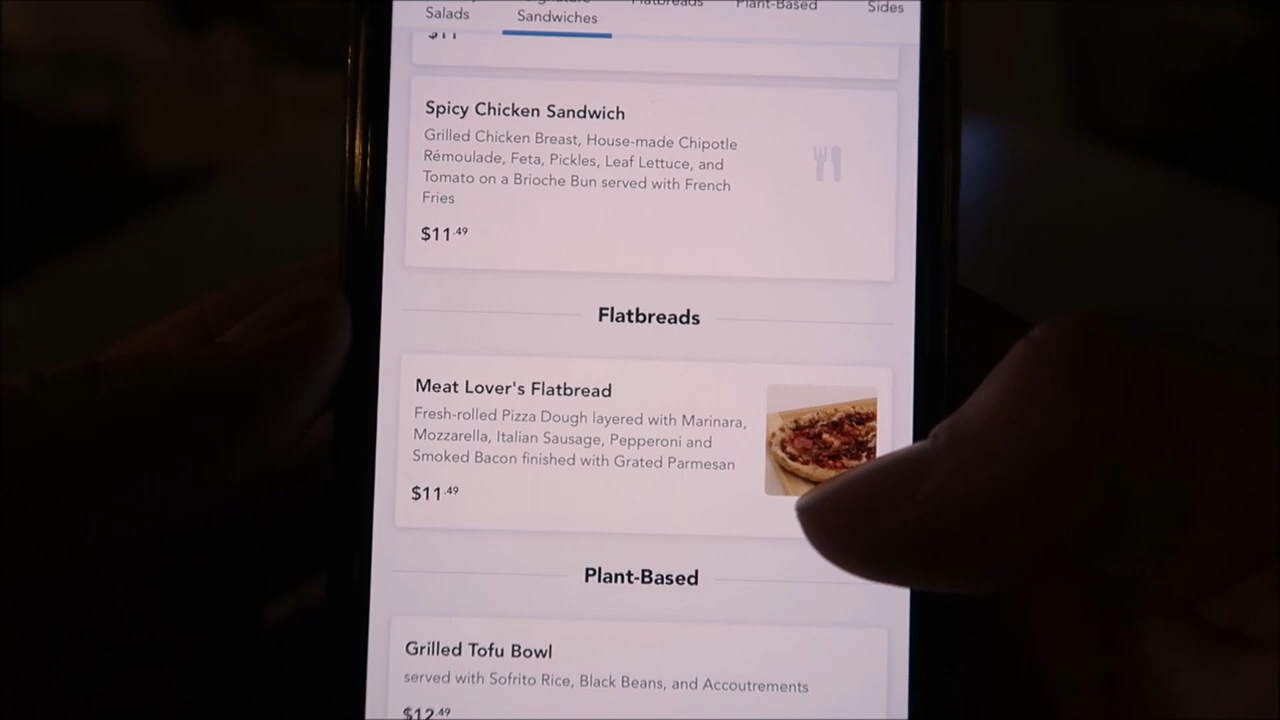 Salads
Signature
Sandwiches
Flatbreads
Plant-Based
Sides
$11
Spicy Chicken Sandwich
Grilled Chicken Breast, House-made Chipotle
Rémoulade, Feta, Pickles, Leaf Lettuce, and
Tomato on a Brioche Bun served with French
Fries
$11.49
Flatbreads
Meat Lover's Flatbread
Fresh-rolled Pizza Dough layered with Marinara,
Mozzarella, Italian Sausage, Pepperoni and
Smoked Bacon finished with Grated Parmesan
$11.49
Plant-Based
Grilled Tofu Bowl
served with Sofrito Rice, Black Beans, and Accoutrements
$12.49